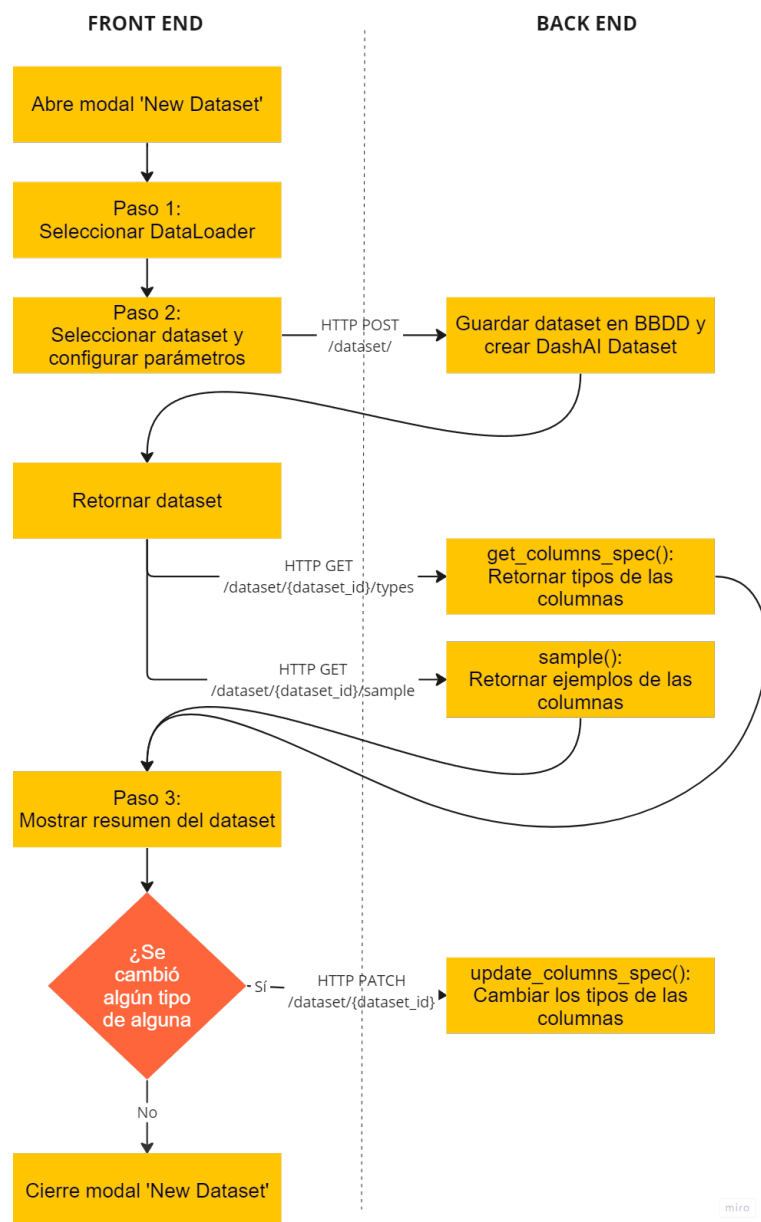 FRONT END
BACK END
Abre modal 'New Dataset'
Paso 1:
Seleccionar DataLoader
Paso 2:
Seleccionar dataset y
configurar parámetros
HTTP POST
/dataset/
Guardar dataset en BBDD y
crear DashAI Dataset
Retornar dataset
HTTP GET
/dataset/{dataset_id}/types
get_columns_spec():
Retornar tipos de las
columnas
HTTP GET
/dataset/{dataset_id}/sample
sample():
Retornar ejemplos de las
columnas
Paso 3:
Mostrar resumen del dataset
¿Se
cambió
algún tipo
de alguna
Sí
HTTP PATCH
/dataset/{dataset_id}
update_columns_spec():
Cambiar los tipos de las
columnas
No
Cierre modal 'New Dataset'
miro